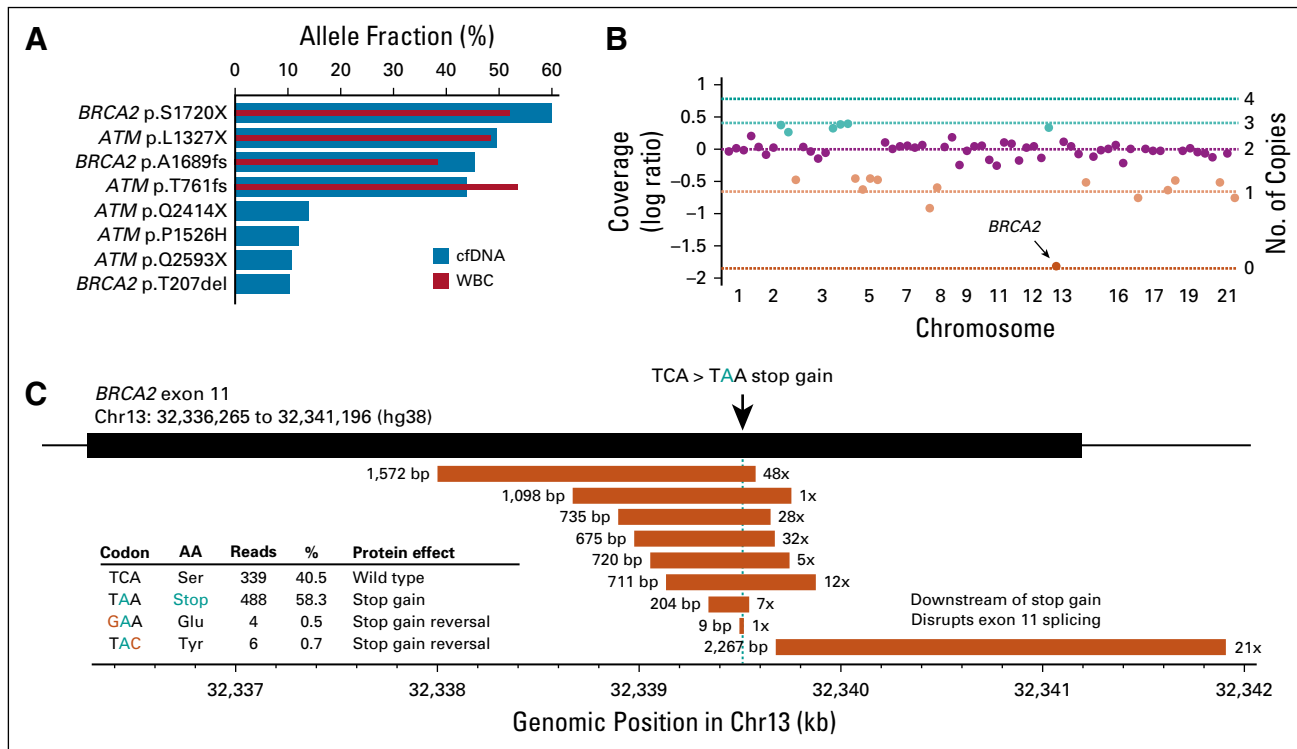 A
Allele Fraction (%)
0 10 20 30 40 50 60
BRCA2 p.S1720X
ATM p.L1327X
BRCA2 p.A1689fs
ATM p.T761fs
ATM p.Q2414X
ATM p.P1526H
ATM p.Q2593X
BRCA2 p.T207del
cfDNA
WBC
B
Coverage
(log ratio)
1
0.5
0
−0.5
−1
−1.5
−2
4
3
2
1
0
No. of Copies
BRCA2
1 2 3 5 7 8 9 11 12 13 16 17 19 21
Chromosome
C
BRCA2 exon 11
Chr13: 32,336,265 to 32,341,196 (hg38)
TCA > TAA stop gain
1,572 bp 48x
1,098 bp 1x
735 bp 28x
675 bp 32x
720 bp 5x
711 bp 12x
204 bp 7x
9 bp 1x
2,267 bp 21x
Downstream of stop gain
Disrupts exon 11 splicing
Codon AA Reads % Protein effect
TCA Ser 339 40.5 Wild type
TAA Stop 488 58.3 Stop gain
GAA Glu 4 0.5 Stop gain reversal
TAC Tyr 6 0.7 Stop gain reversal
32,337 32,338 32,339 32,340 32,341 32,342
Genomic Position in Chr13 (kb)